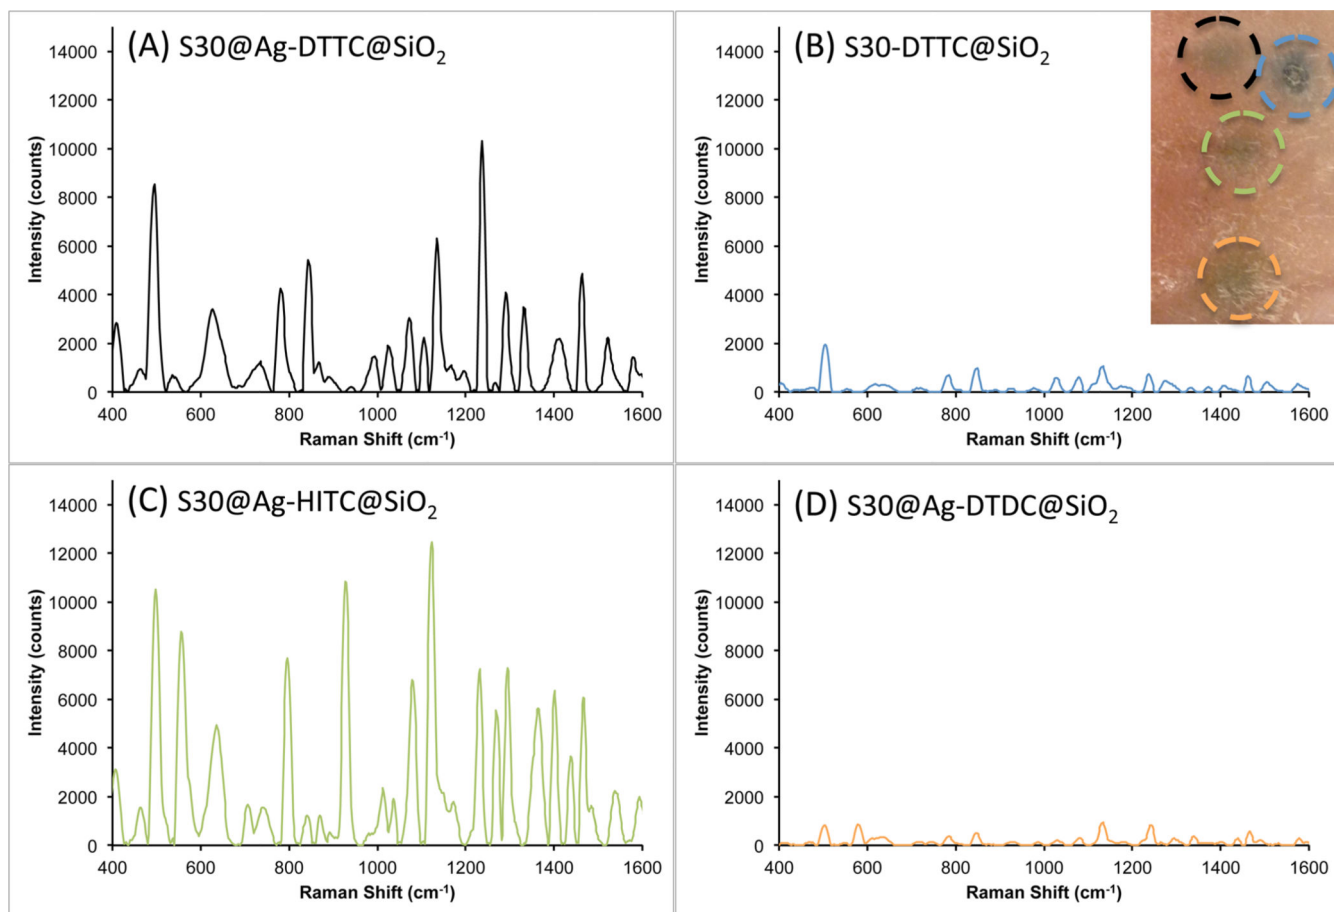 (A) S30@Ag-DTTC@SiO₂
14000
12000
10000
8000
6000
4000
2000
0
Intensity (counts)
400 600 800 1000 1200 1400 1600
Raman Shift (cm⁻¹)
(B) S30-DTTC@SiO₂
14000
12000
10000
8000
6000
4000
2000
0
Intensity (counts)
400 600 800 1000 1200 1400 1600
Raman Shift (cm⁻¹)
(C) S30@Ag-HITC@SiO₂
14000
12000
10000
8000
6000
4000
2000
0
Intensity (counts)
400 600 800 1000 1200 1400 1600
Raman Shift (cm⁻¹)
(D) S30@Ag-DTDC@SiO₂
14000
12000
10000
8000
6000
4000
2000
0
Intensity (counts)
400 600 800 1000 1200 1400 1600
Raman Shift (cm⁻¹)